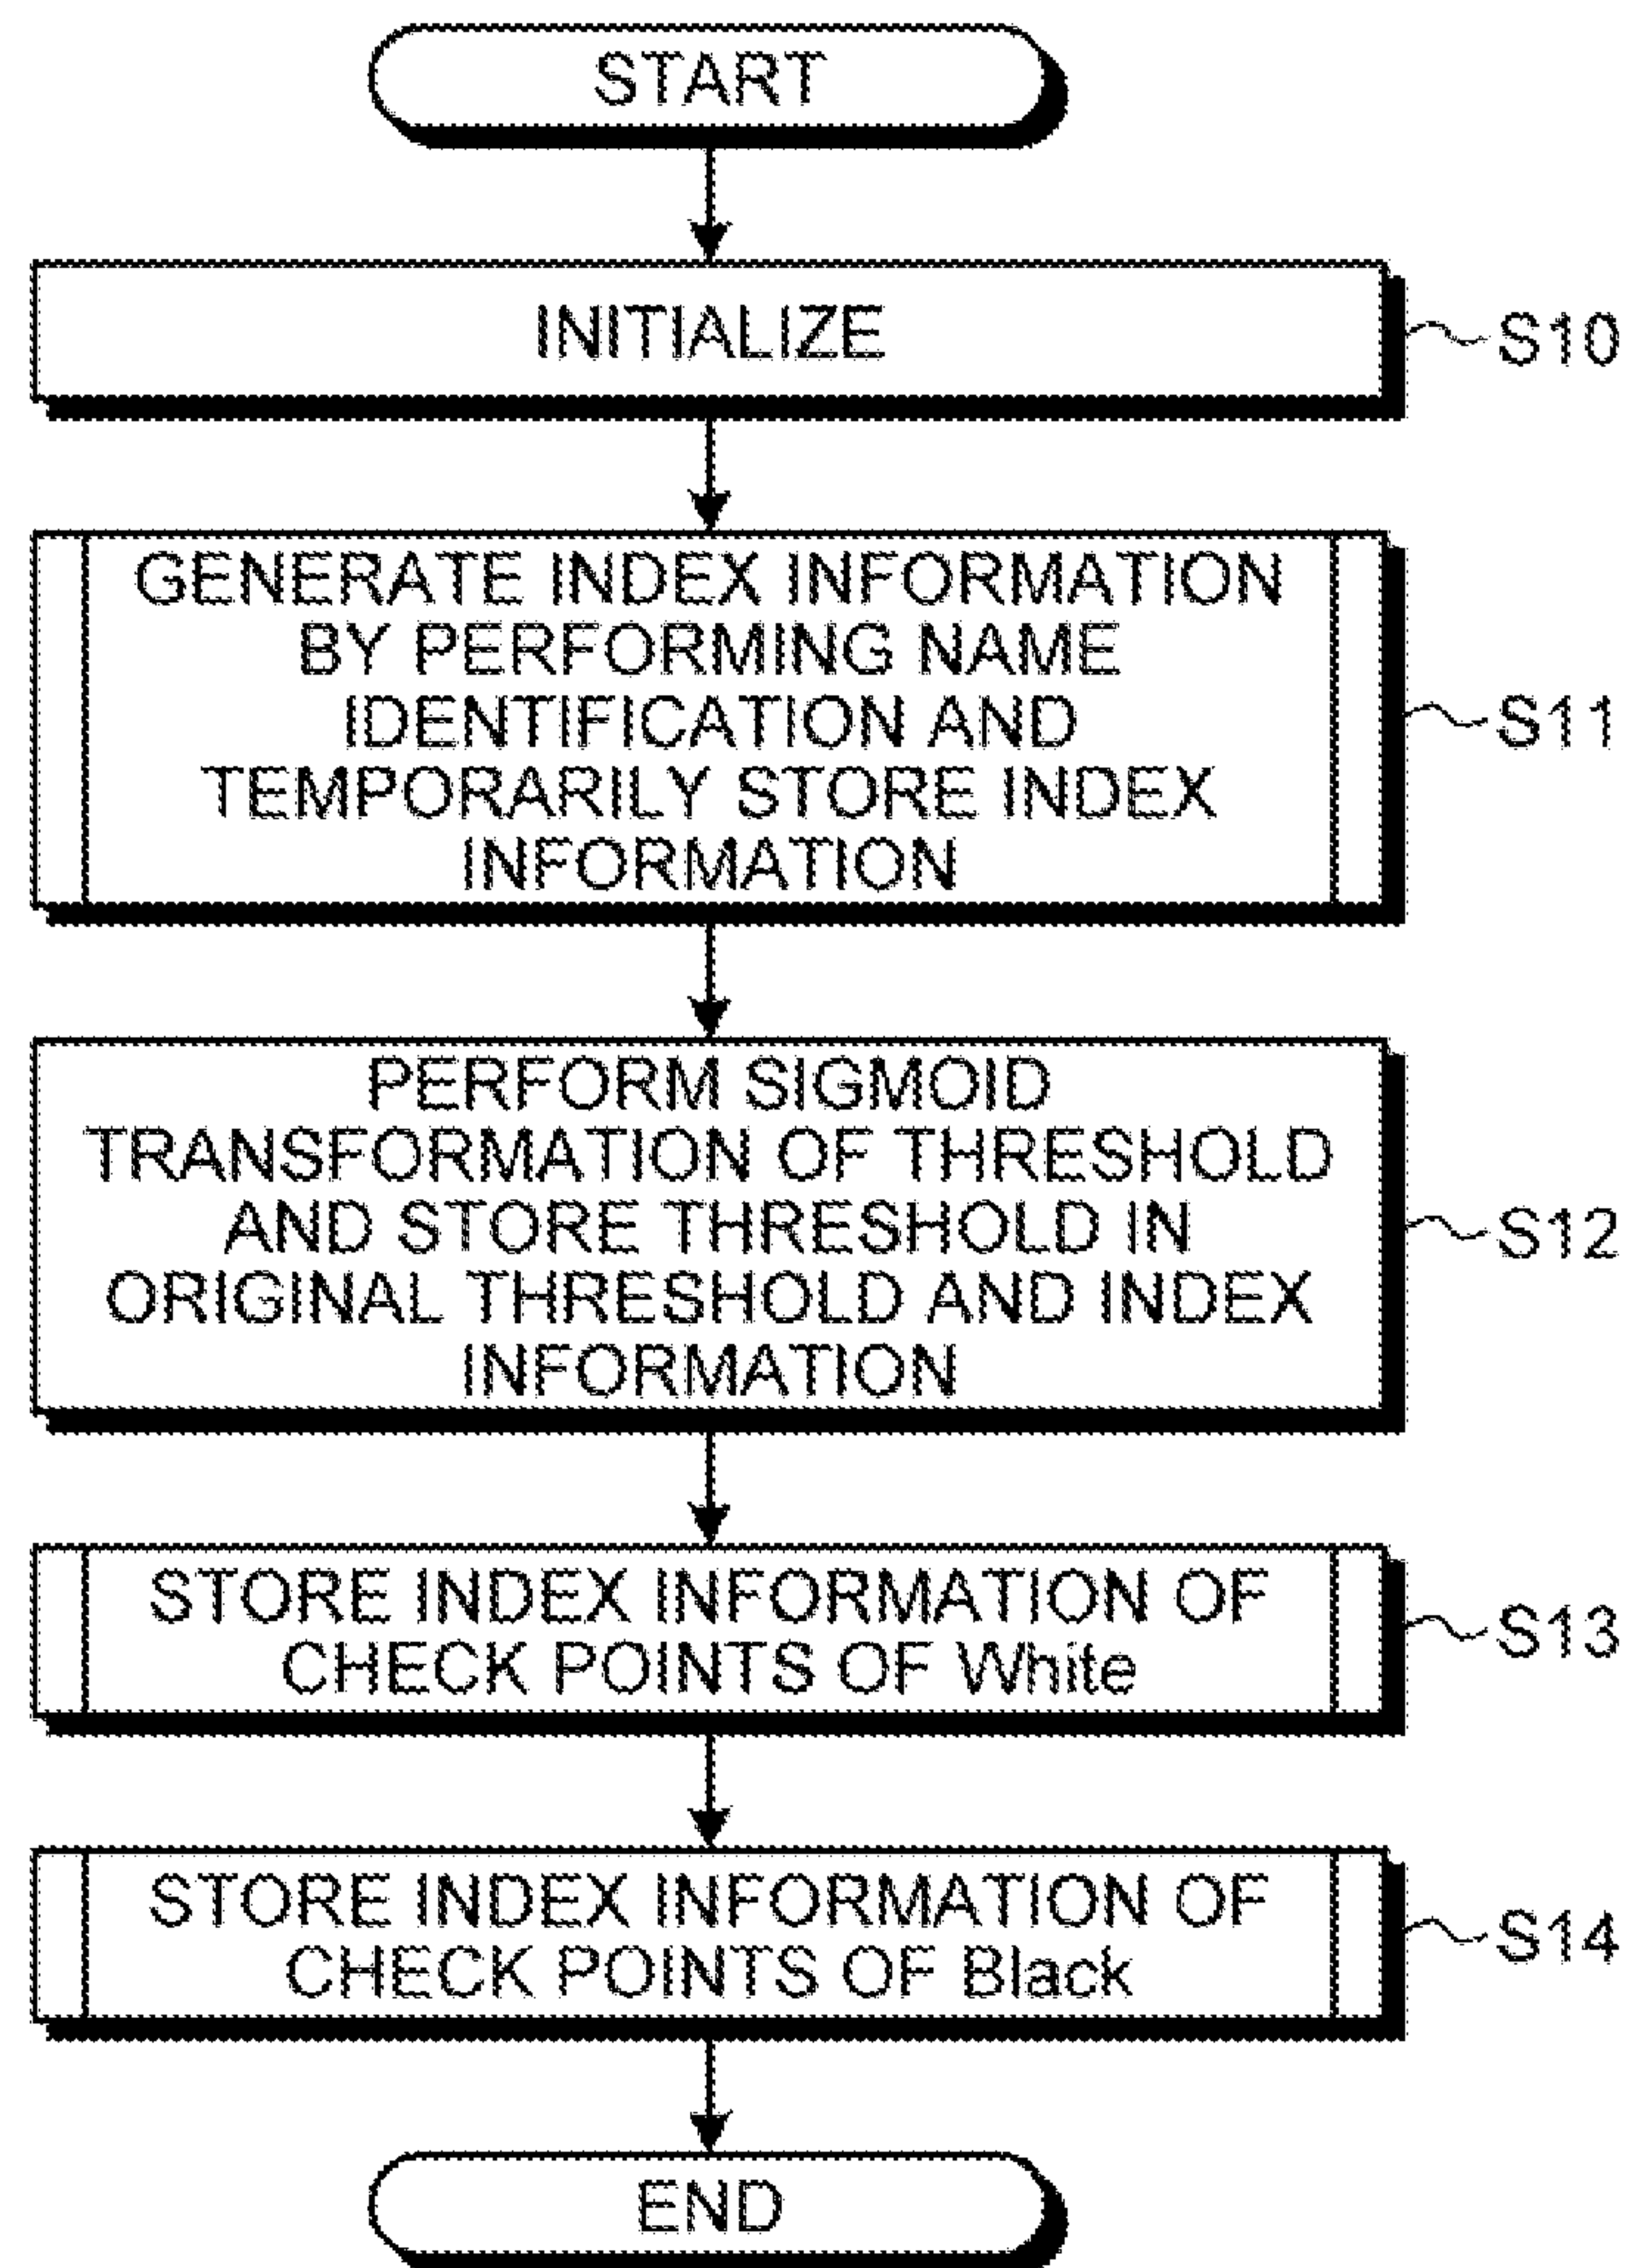 START
INITIALIZE
S10
GENERATE INDEX INFORMATION
BY PERFORMING NAME
IDENTIFICATION AND
TEMPORARILY STORE INDEX
INFORMATION
S11
PERFORM SIGMOID
TRANSFORMATION OF THRESHOLD
AND STORE THRESHOLD IN
ORIGINAL THRESHOLD AND INDEX
INFORMATION
S12
STORE INDEX INFORMATION OF
CHECK POINTS OF White
S13
STORE INDEX INFORMATION OF
CHECK POINTS OF Black
S14
END